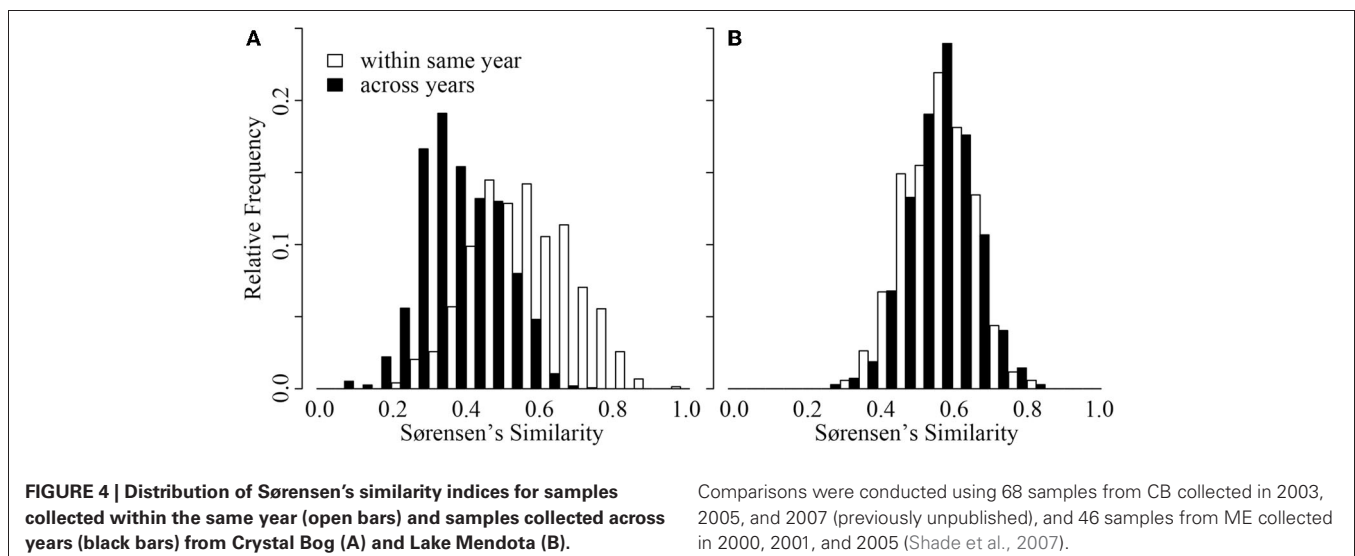 A
within same year
across years
Relative Frequency
0.2
0.1
0.0
0.0 0.2 0.4 0.6 0.8 1.0
Sørensen's Similarity
B
0.0 0.2 0.4 0.6 0.8 1.0
Sørensen's Similarity
FIGURE 4 | Distribution of Sørensen's similarity indices for samples
collected within the same year (open bars) and samples collected across
years (black bars) from Crystal Bog (A) and Lake Mendota (B).
Comparisons were conducted using 68 samples from CB collected in 2003,
2005, and 2007 (previously unpublished), and 46 samples from ME collected
in 2000, 2001, and 2005 (Shade et al., 2007).